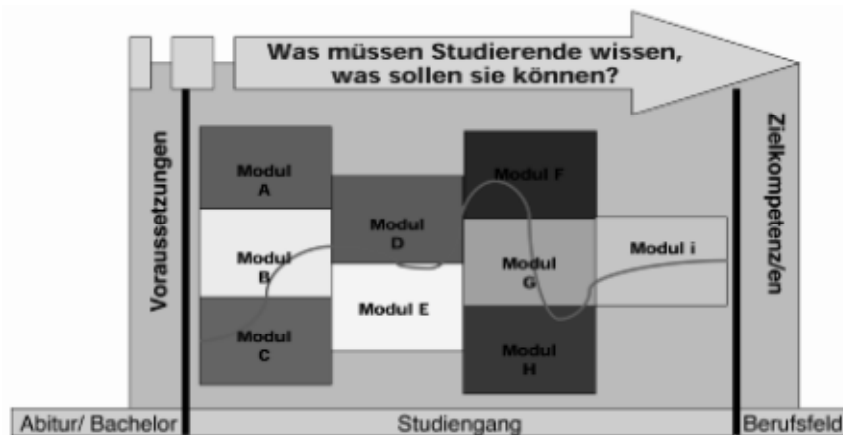 Was müssen Studierende wissen,
was sollen sie können?
Voraussetzungen
Modul
A
Modul
B
Modul
C
Modul
D
Modul E
Modul F
Modul
G
Modul
H
Modul i
Zielkompetenz/en
Abitur/ Bachelor
Studiengang
Berufsfeld